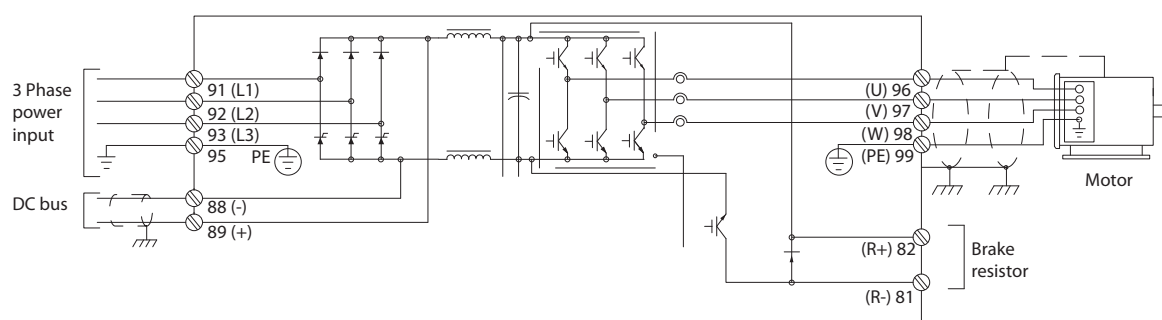 3 Phase
power
input
91 (L1)
92 (L2)
93 (L3)
95
PE
DC bus
88 (-)
89 (+)
(U) 96
(V) 97
(W) 98
(PE) 99
Motor
(R+) 82
Brake
resistor
(R-) 81